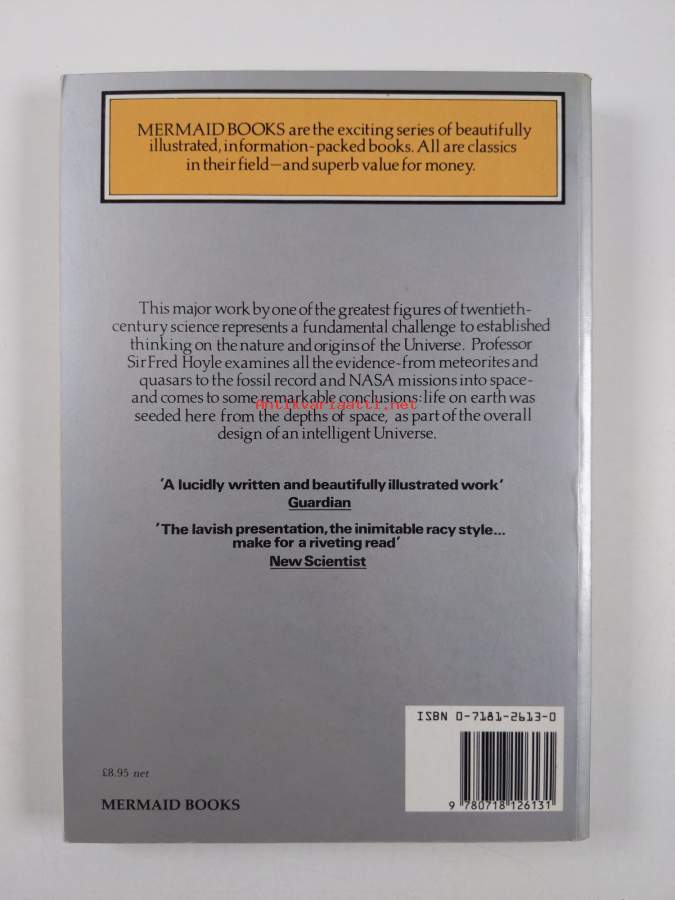 MERMAID BOOKS are the exciting series of beautifully
illustrated, information-packed books. All are classics
in their field—and superb value for money.
This major work by one of the greatest figures of twentieth-
century science represents a fundamental challenge to established
thinking on the nature and origins of the Universe. Professor
Sir Fred Hoyle examines all the evidence-from meteorites and
quasars to the fossil record and NASA missions into space-
and comes to some remarkable conclusions: life on earth was
Antikvariaatti.net
seeded here from the depths of space, as part of the overall
design of an intelligent Universe.
'A lucidly written and beautifully illustrated work'
Guardian
'The lavish presentation, the inimitable racy style...
make for a riveting read'
New Scientist
ISBN 0-7181-2613-0
9 780718 126131
£8.95 net
MERMAID BOOKS